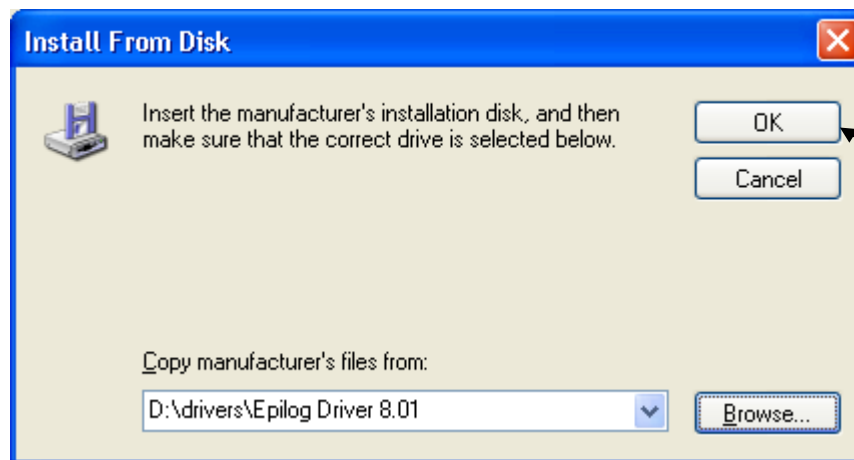 Install From Disk
Insert the manufacturer's installation disk, and then
make sure that the correct drive is selected below.
OK
Cancel
Copy manufacturer's files from:
D:\drivers\Epilog Driver 8.01
Browse...